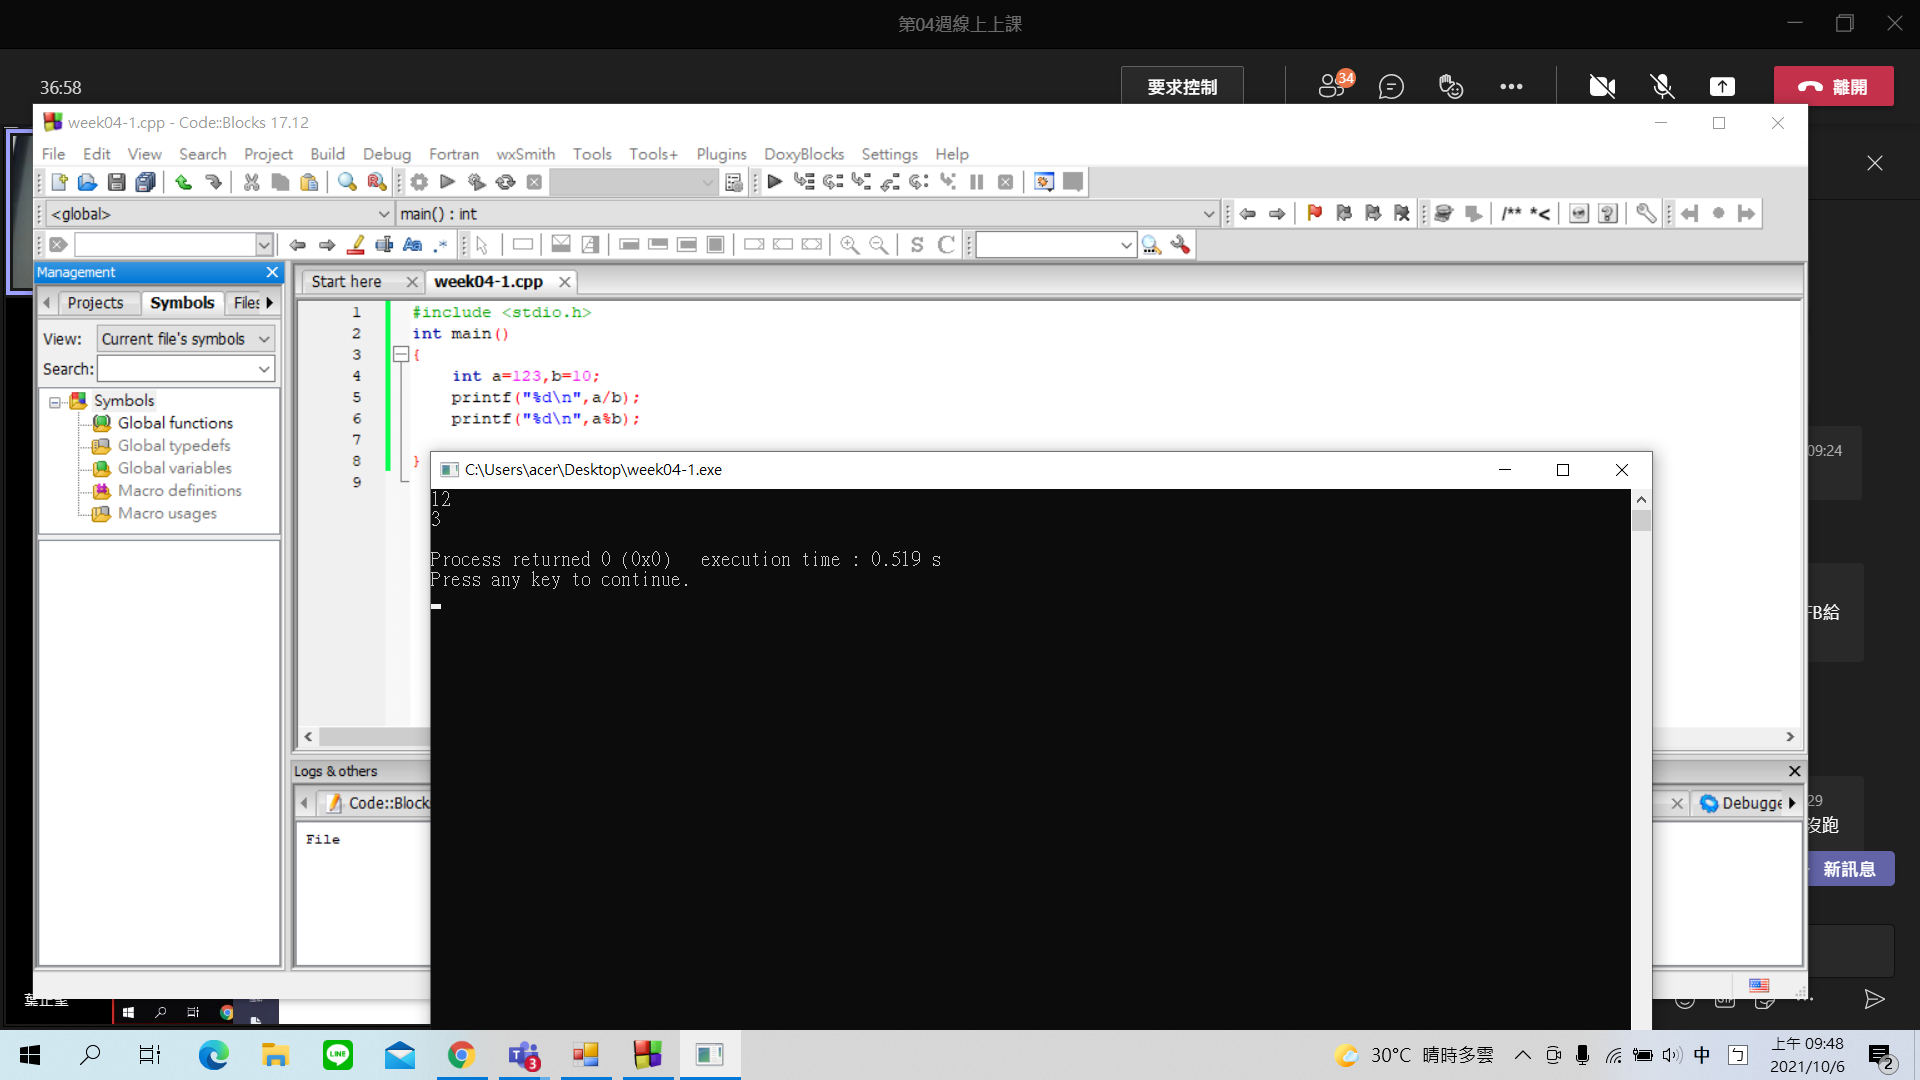 第04週線上上課
36:58
要求控制
34
離開
week04-1.cpp - Code::Blocks 17.12
File Edit View Search Project Build Debug Fortran wxSmith Tools Tools+ Plugins DoxyBlocks Settings Help
<global>
main() : int
/** *<
Aa .*
S C
Management
Start here
week04-1.cpp
Projects Symbols Files
View: Current file's symbols
Search:
Symbols
Global functions
Global typedefs
Global variables
Macro definitions
Macro usages
1 #include <stdio.h>
2 int main()
3 {
4 int a=123,b=10;
5 printf("%d\n",a/b);
6 printf("%d\n",a%b);
7
8 }
9
C:\Users\acer\Desktop\week04-1.exe
12
3
Process returned 0 (0x0) execution time : 0.519 s
Press any key to continue.
09:24
FB給
29
沒跑
新訊息
Logs & others
Code::Block
Debugge
File
LINE
3
30°C 晴時多雲
中
上午 09:48
2021/10/6
2